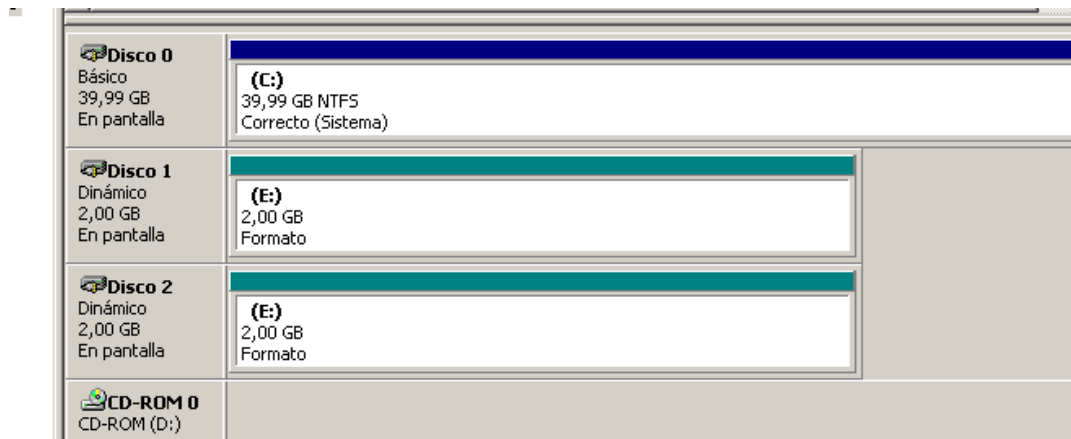 Disco 0
Básico
39,99 GB
En pantalla
(C:)
39,99 GB NTFS
Correcto (Sistema)
Disco 1
Dinámico
2,00 GB
En pantalla
(E:)
2,00 GB
Formato
Disco 2
Dinámico
2,00 GB
En pantalla
(E:)
2,00 GB
Formato
CD-ROM 0
CD-ROM (D:)